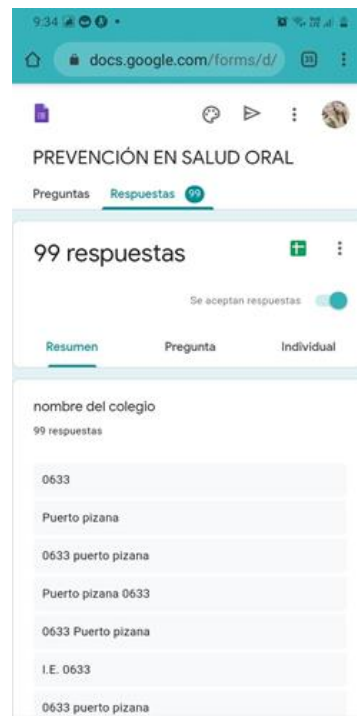 9:34
docs.google.com/forms/d/
PREVENCIÓN EN SALUD ORAL
Preguntas Respuestas 99
99 respuestas
Se aceptan respuestas
Resumen Pregunta Individual
nombre del colegio
99 respuestas
0633
Puerto pizana
0633 puerto pizana
Puerto pizana 0633
0633 Puerto pizana
I.E. 0633
0633 puerto pizana